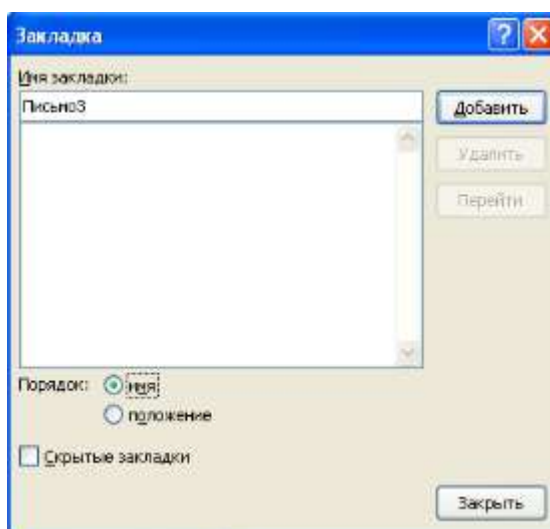 Закладка
Имя закладки:
Письмо3
Добавить
Удалить
Перейти
Порядок: имя
положение
Скрытые закладки
Закрыть